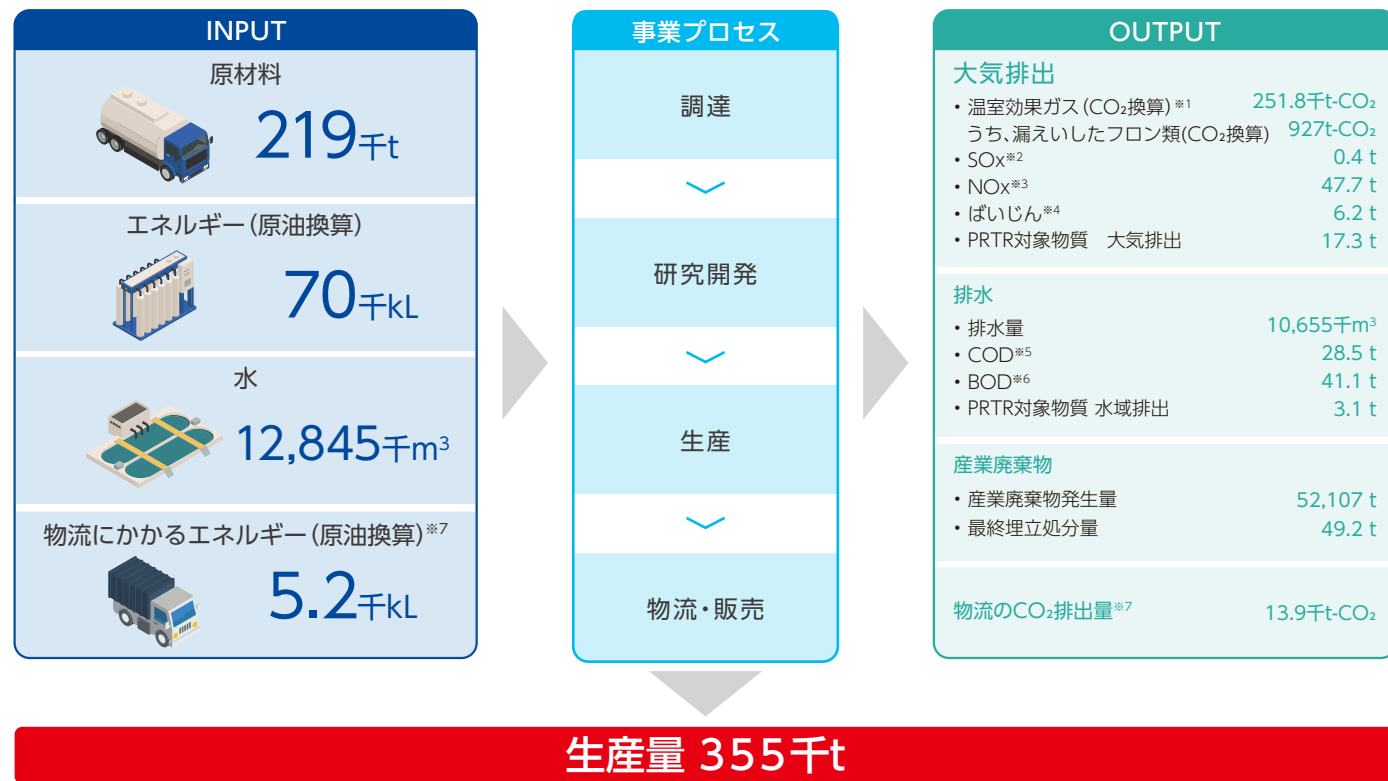 INPUT
原材料
219千t
エネルギー(原油換算)
70千kL
水
12,845千m³
物流にかかるエネルギー(原油換算)※7
5.2千kL
事業プロセス
調達
研究開発
生産
物流・販売
OUTPUT
大気排出
・温室効果ガス(CO₂換算)※1 251.8千t-CO₂
うち、漏えいしたフロン類(CO₂換算) 927t-CO₂
・SOx※2 0.4 t
・NOx※3 47.7 t
・ばいじん※4 6.2 t
・PRTR対象物質　大気排出 17.3 t
排水
・排水量 10,655千m³
・COD※5 28.5 t
・BOD※6 41.1 t
・PRTR対象物質 水域排出 3.1 t
産業廃棄物
・産業廃棄物発生量 52,107 t
・最終埋立処分量 49.2 t
物流のCO₂排出量※7 13.9千t-CO₂
生産量 355千t